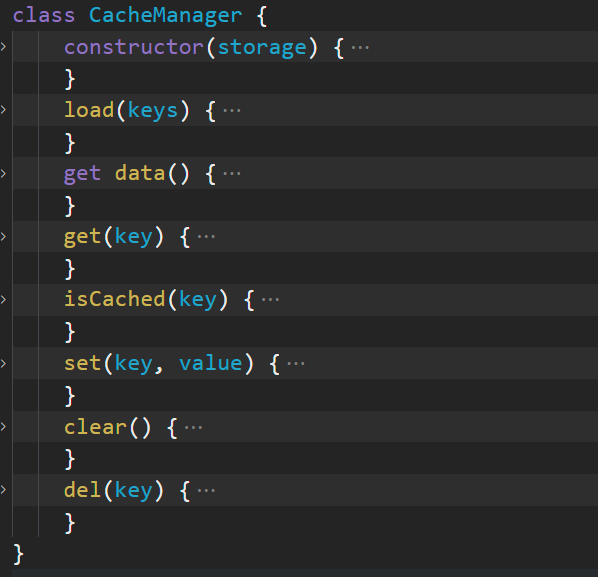 class CacheManager {
    constructor(storage) {···
    }
    load(keys) {···
    }
    get data() {···
    }
    get(key) {···
    }
    isCached(key) {···
    }
    set(key, value) {···
    }
    clear() {···
    }
    del(key) {···
    }
}